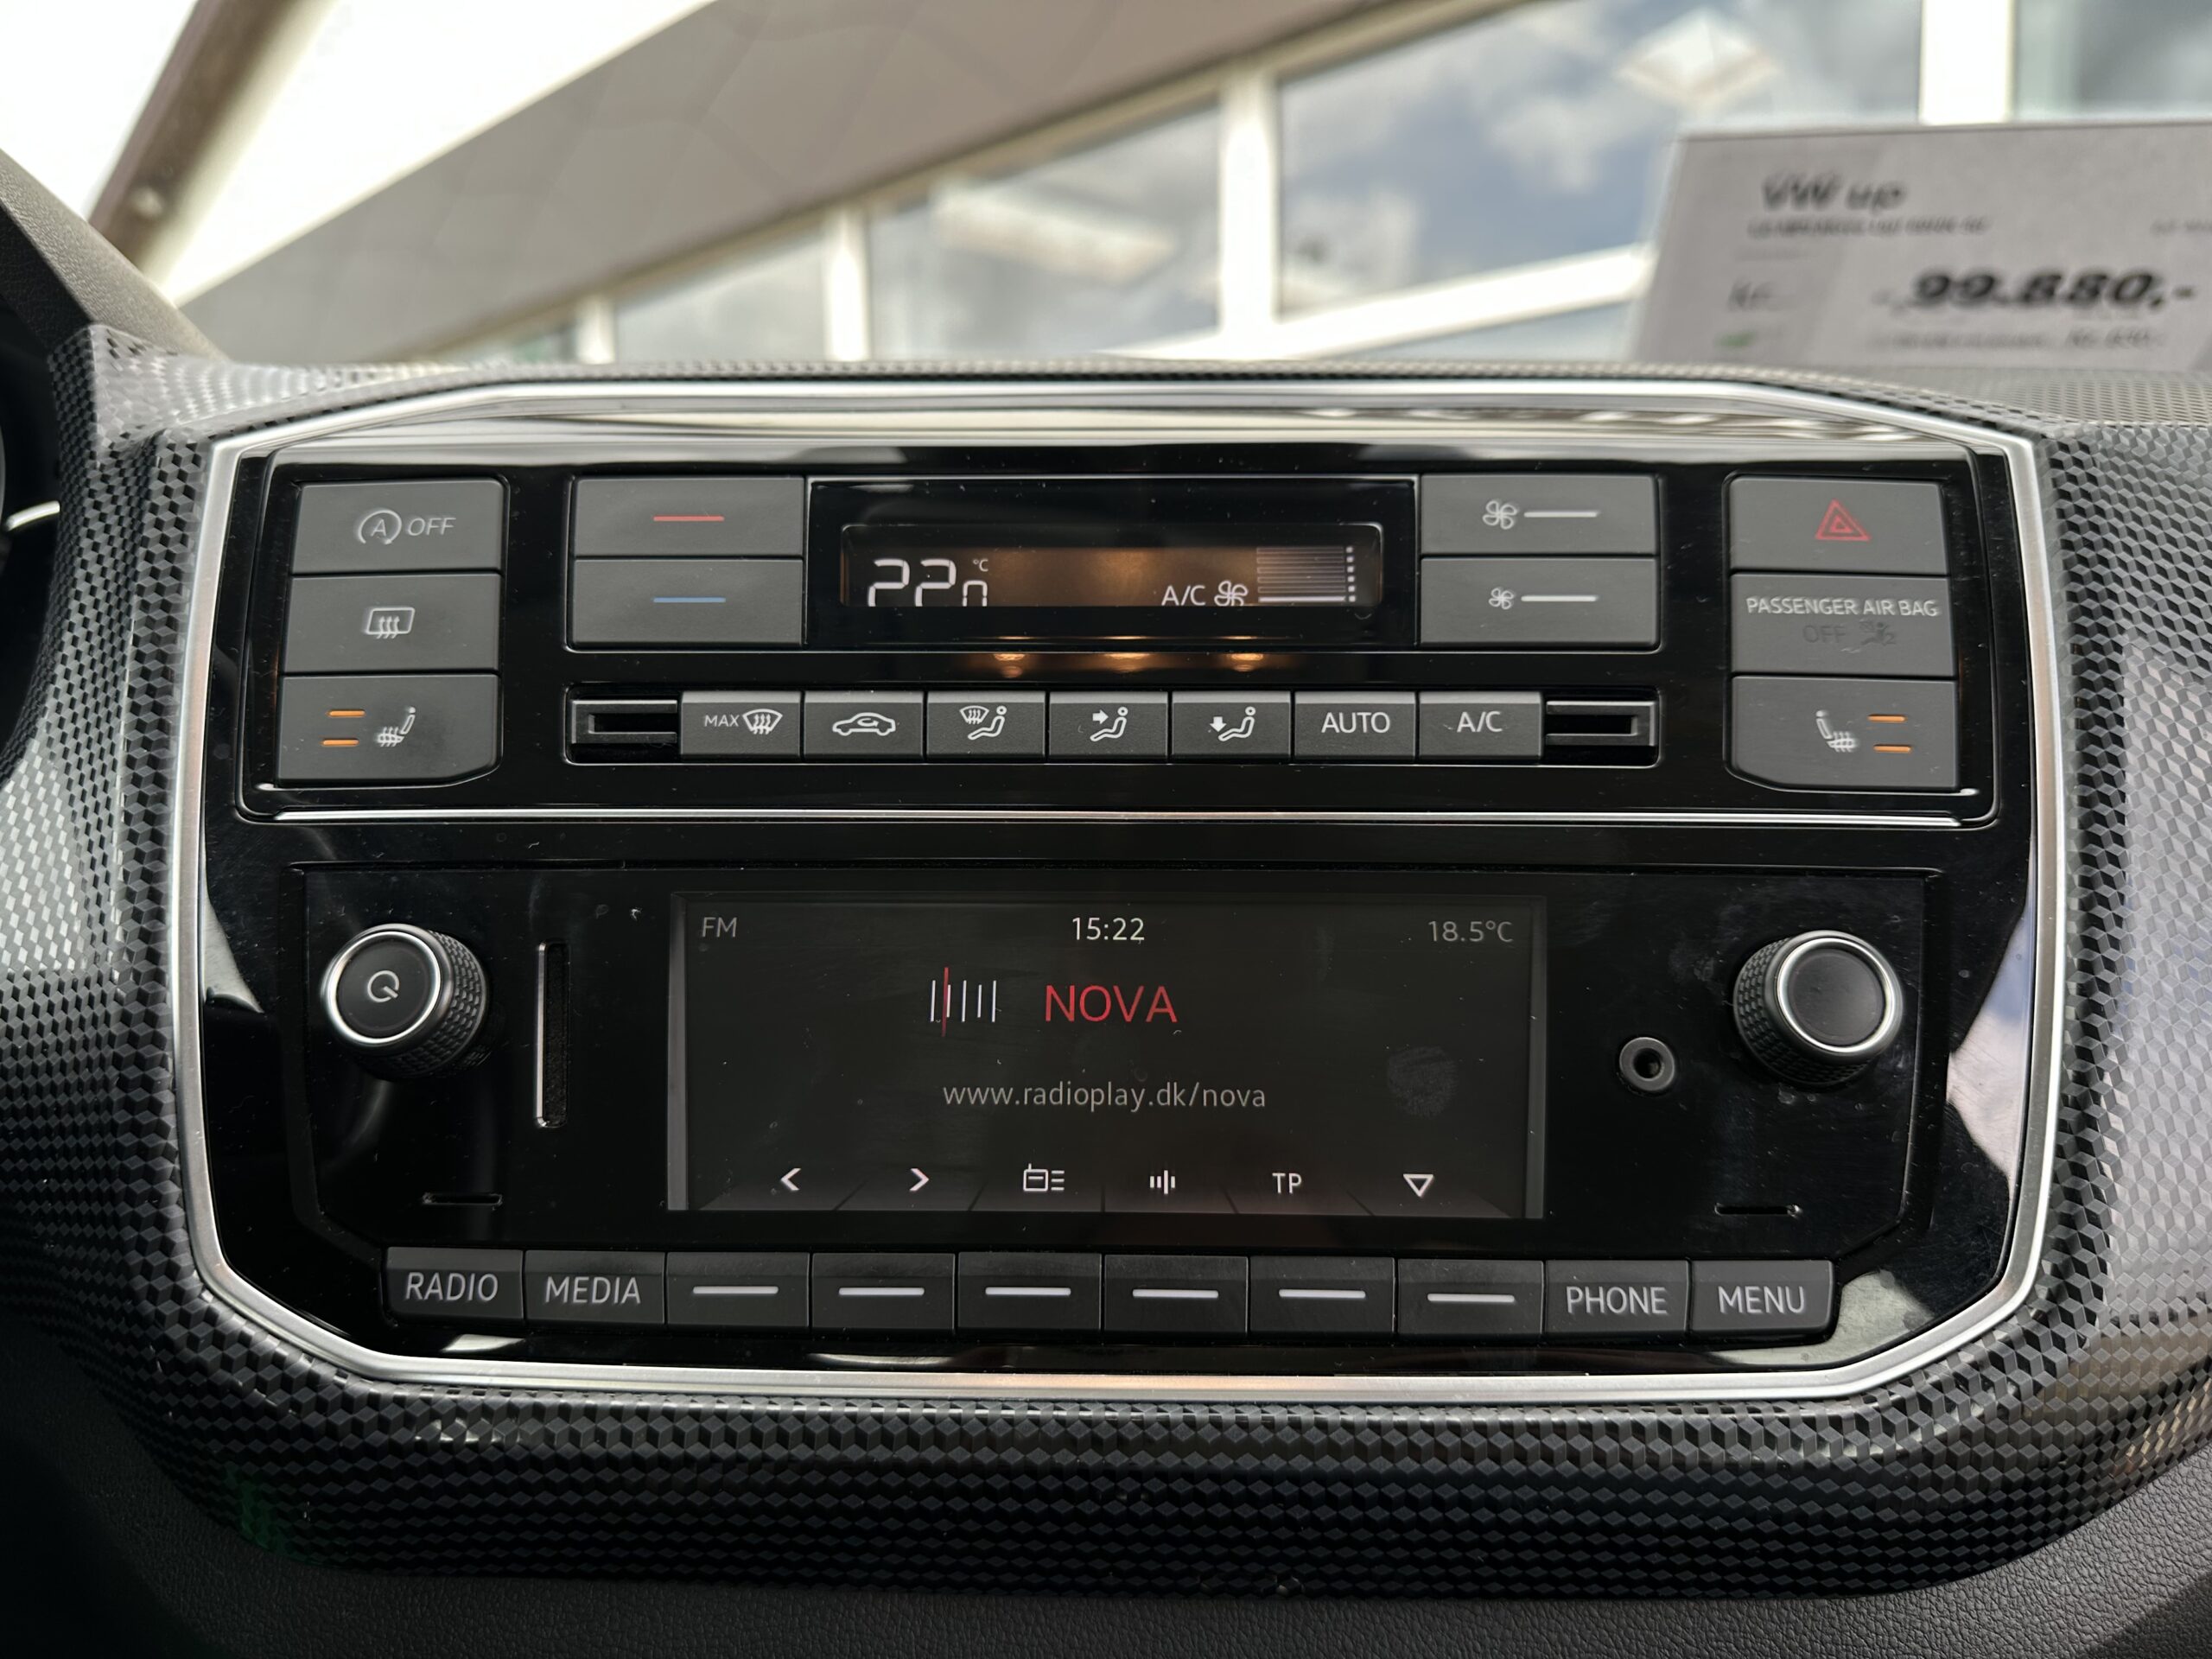 VW up
99.880,-
A OFF
22.0 °C
A/C
PASSENGER AIR BAG
OFF
MAX
AUTO
A/C
FM 15:22 18.5°C
NOVA
www.radioplay.dk/nova
TP
RADIO MEDIA PHONE MENU